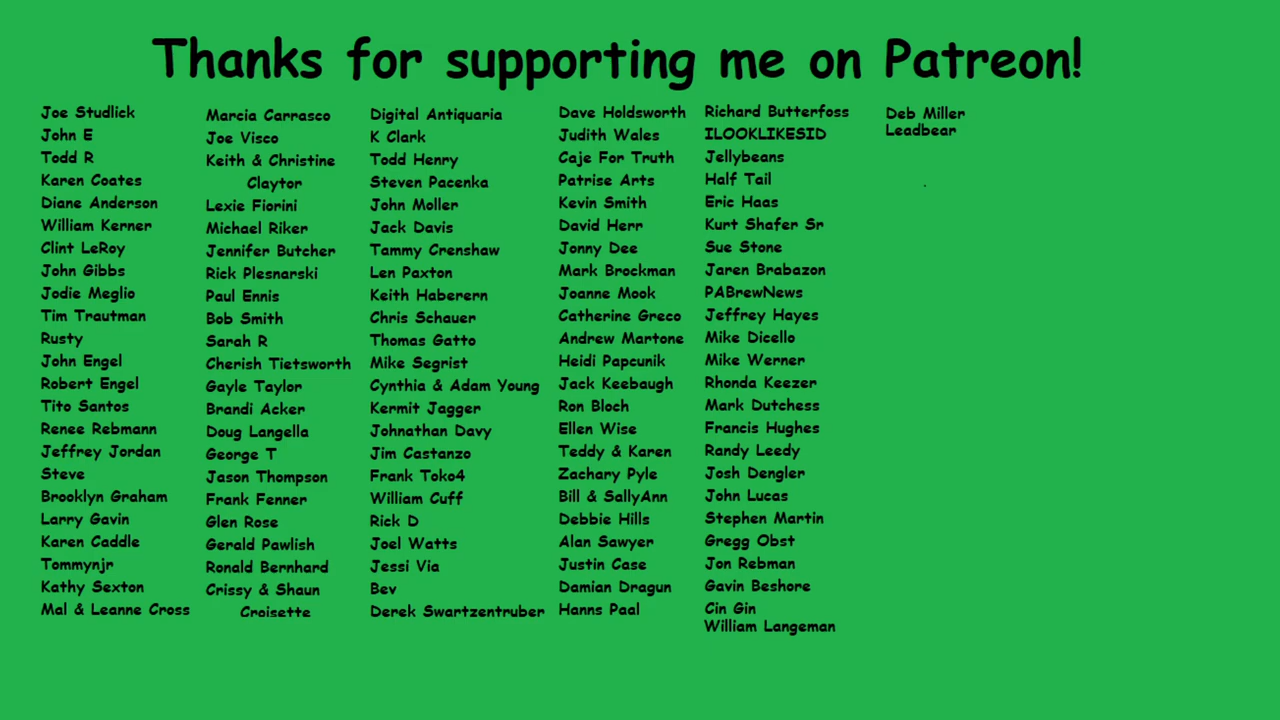 Thanks for supporting me on Patreon!
Joe Studlick
John E
Todd R
Karen Coates
Diane Anderson
William Kerner
Clint LeRoy
John Gibbs
Jodie Meglio
Tim Trautman
Rusty
John Engel
Robert Engel
Tito Santos
Renee Rebmann
Jeffrey Jordan
Steve
Brooklyn Graham
Larry Gavin
Karen Caddle
Tommynjr
Kathy Sexton
Mal & Leanne Cross
Marcia Carrasco
Joe Visco
Keith & Christine
Claytor
Lexie Fiorini
Michael Riker
Jennifer Butcher
Rick Plesnarski
Paul Ennis
Bob Smith
Sarah R
Cherish Tietsworth
Gayle Taylor
Brandi Acker
Doug Langella
George T
Jason Thompson
Frank Fenner
Glen Rose
Gerald Pawlish
Ronald Bernhard
Crissy & Shaun
Croisette
Digital Antiquaria
K Clark
Todd Henry
Steven Pacenka
John Moller
Jack Davis
Tammy Crenshaw
Len Paxton
Keith Haberern
Chris Schauer
Thomas Gatto
Mike Segrist
Cynthia & Adam Young
Kermit Jagger
Johnathan Davy
Jim Castanzo
Frank Toko4
William Cuff
Rick D
Joel Watts
Jessi Via
Bev
Derek Swartzentruber
Dave Holdsworth
Judith Wales
Caje For Truth
Patrise Arts
Kevin Smith
David Herr
Jonny Dee
Mark Brockman
Joanne Mook
Catherine Greco
Andrew Martone
Heidi Papcunik
Jack Keebaugh
Ron Bloch
Ellen Wise
Teddy & Karen
Zachary Pyle
Bill & SallyAnn
Debbie Hills
Alan Sawyer
Justin Case
Damian Dragun
Hanns Paal
Richard Butterfoss
ILOOKLIKESID
Jellybeans
Half Tail
Eric Haas
Kurt Shafer Sr
Sue Stone
Jaren Brabazon
PABrewNews
Jeffrey Hayes
Mike Dicello
Mike Werner
Rhonda Keezer
Mark Dutchess
Francis Hughes
Randy Leedy
Josh Dengler
John Lucas
Stephen Martin
Gregg Obst
Jon Rebman
Gavin Beshore
Cin Gin
William Langeman
Deb Miller
Leadbear